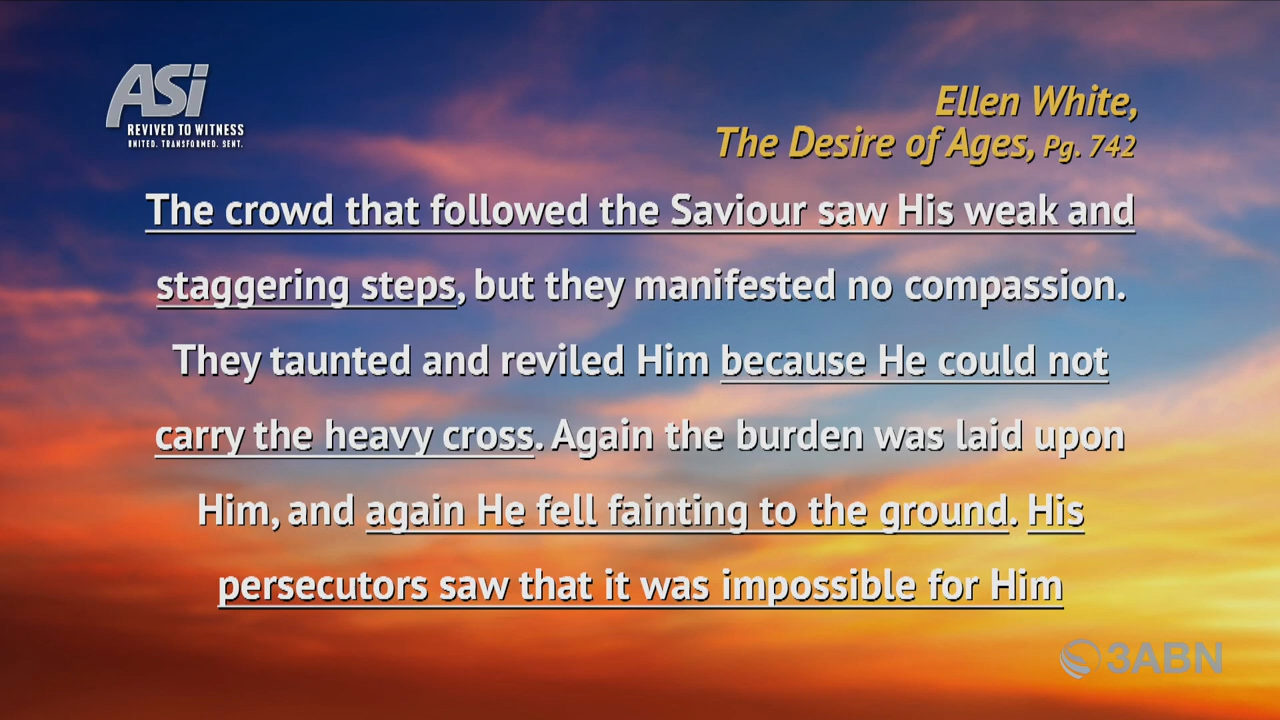 ASi
REVIVED TO WITNESS
UNITED. TRANSFORMED. SENT.
Ellen White,
The Desire of Ages, Pg. 742
The crowd that followed the Saviour saw His weak and
staggering steps, but they manifested no compassion.
They taunted and reviled Him because He could not
carry the heavy cross. Again the burden was laid upon
Him, and again He fell fainting to the ground. His
persecutors saw that it was impossible for Him
3ABN